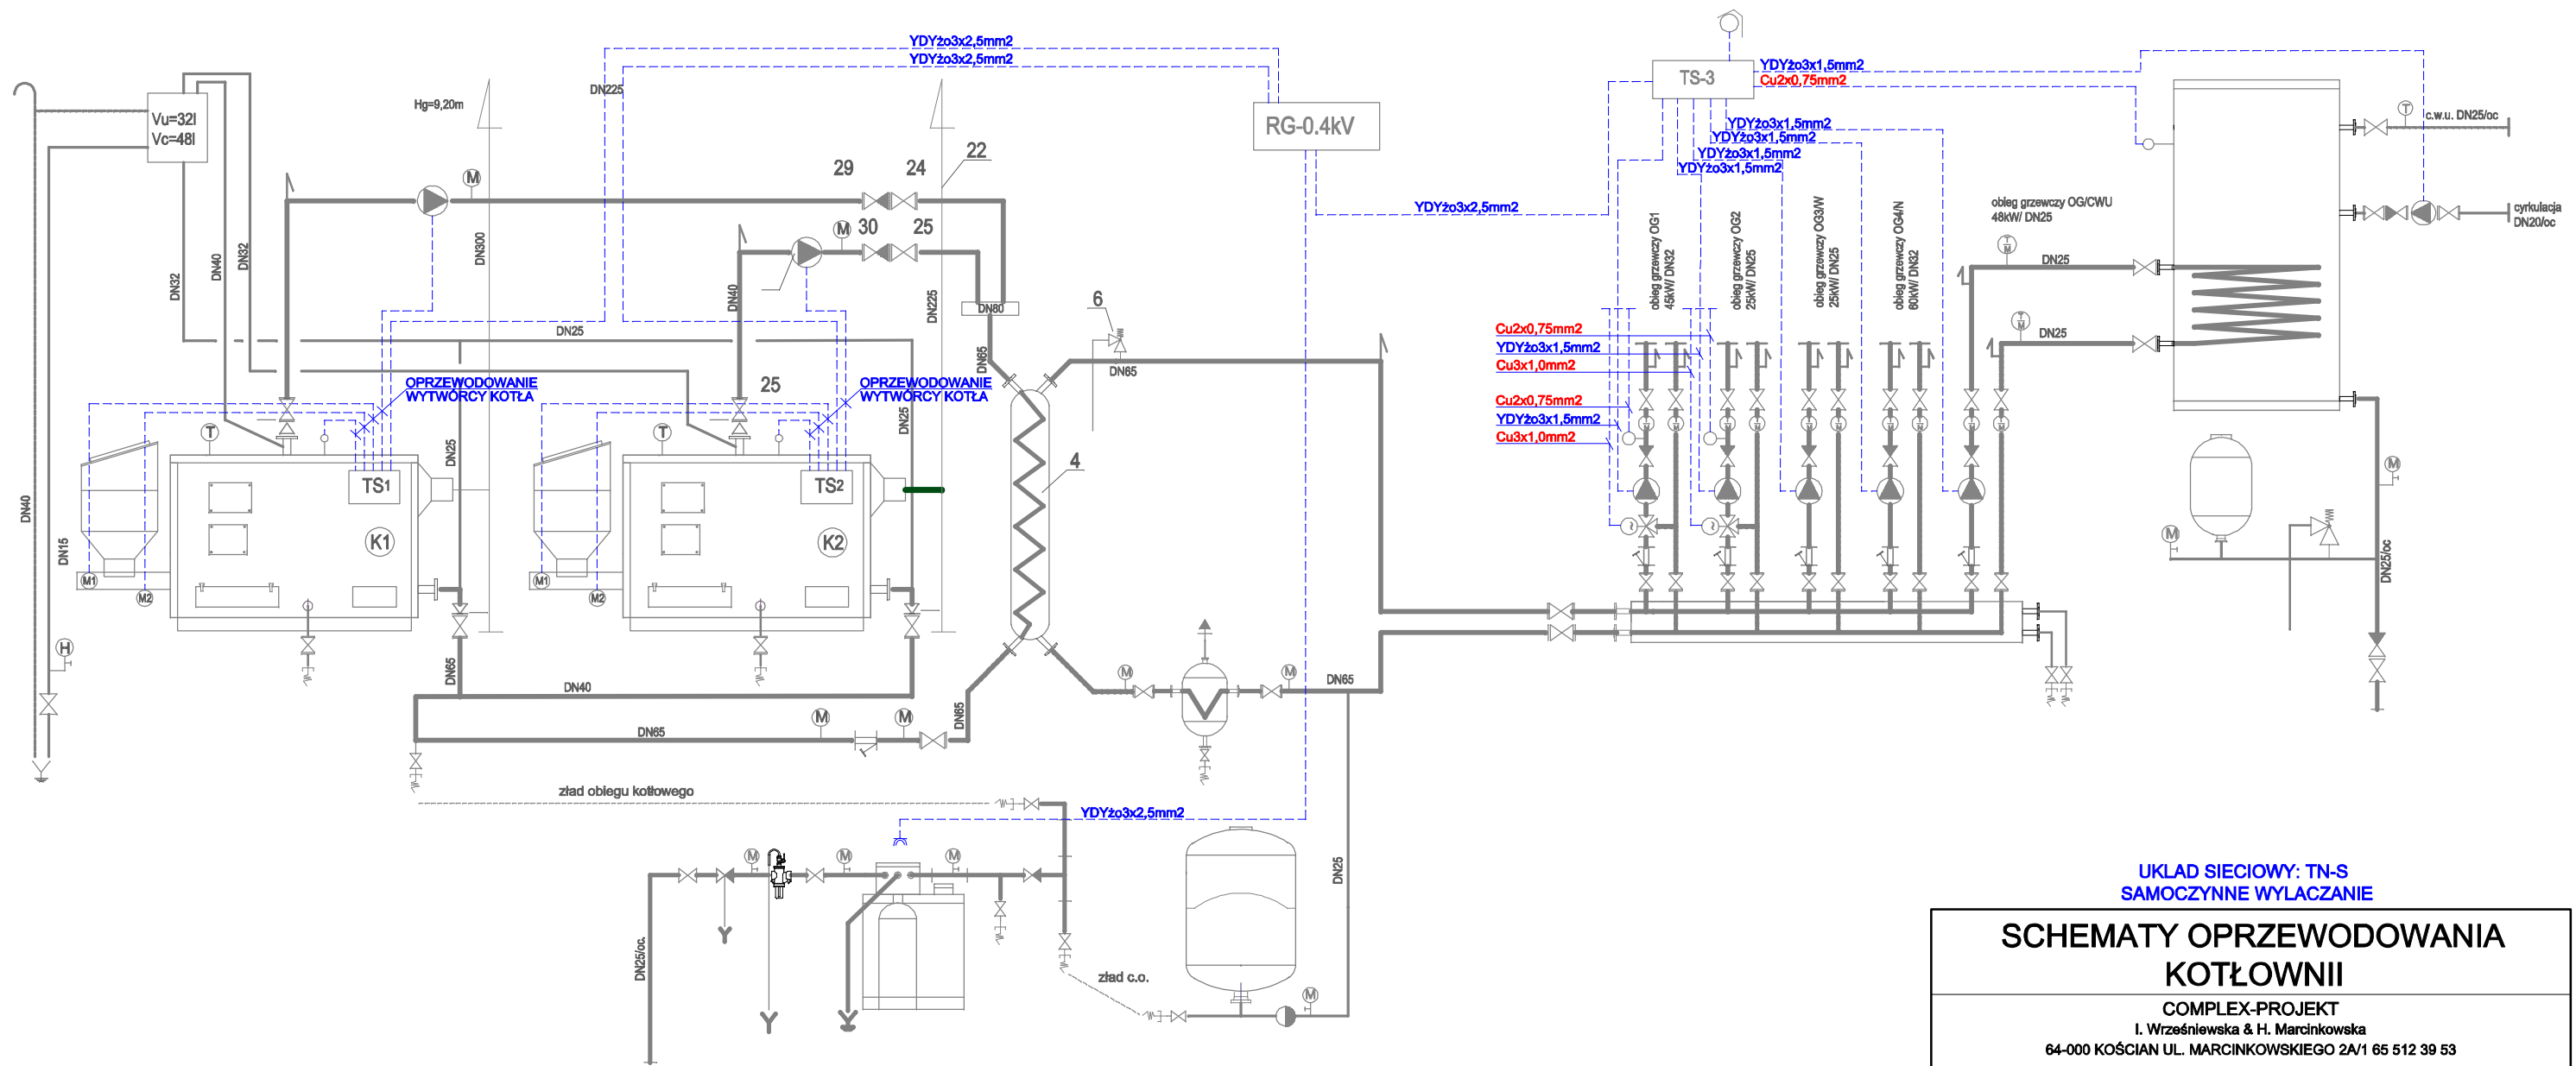 YDYżo3x2,5mm2
YDYżo3x2,5mm2
DN225
Hg=9,20m
Vu=32l
Vc=48l
RG-0.4kV
TS-3
YDYżo3x1,5mm2
Cu2x0,75mm2
YDYżo3x1,5mm2
YDYżo3x1,5mm2
YDYżo3x1,5mm2
YDYżo3x1,5mm2
T
c.w.u. DN25/oc
22
29
24
M
M
30
25
YDYżo3x2,5mm2
obieg grzewczy OG1
45kW/ DN32
obieg grzewczy OG2
25kW/ DN25
obieg grzewczy OG3/W
25kW/ DN25
obieg grzewczy OG4/N
60kW/ DN32
obieg grzewczy OG/CWU
48kW/ DN25
cyrkulacja
DN20/oc
T
M
DN25
T
M
DN25
DN32
DN40
DN32
DN300
DN40
DN225
DN80
6
DN25
DN65
DN65
Cu2x0,75mm2
YDYżo3x1,5mm2
Cu3x1,0mm2
Cu2x0,75mm2
YDYżo3x1,5mm2
Cu3x1,0mm2
OPRZEWODOWANIE
WYTWÓRCY KOTŁA
25
OPRZEWODOWANIE
WYTWÓRCY KOTŁA
T
T
DN25
DN25
4
TS1
TS2
K1
K2
M1
M2
M1
M2
DN40
DN15
H
DN65
DN40
DN65
M
M
DN65
M
M
DN65
M
M
DN25/oc
zład obiegu kotłowego
YDYżo3x2,5mm2
M
M
M
DN25
DN25/oc.
zład c.o.
M
UKLAD SIECIOWY: TN-S
SAMOCZYNNE WYLACZANIE
SCHEMATY OPRZEWODOWANIA
KOTŁOWNII
COMPLEX-PROJEKT
I. Wrześniewska & H. Marcinkowska
64-000 KOŚCIAN UL. MARCINKOWSKIEGO 2A/1 65 512 39 53